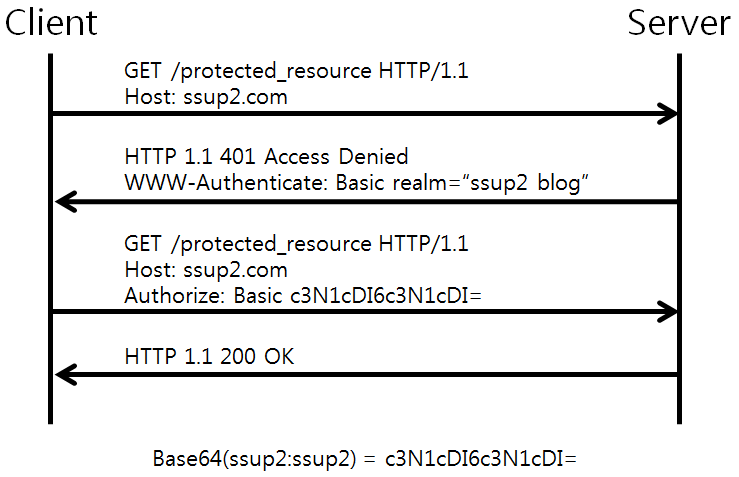 Client
Server
GET /protected_resource HTTP/1.1
Host: ssup2.com
HTTP 1.1 401 Access Denied
WWW-Authenticate: Basic realm=“ssup2 blog”
GET /protected_resource HTTP/1.1
Host: ssup2.com
Authorize: Basic c3N1cDI6c3N1cDI=
HTTP 1.1 200 OK
Base64(ssup2:ssup2) = c3N1cDI6c3N1cDI=